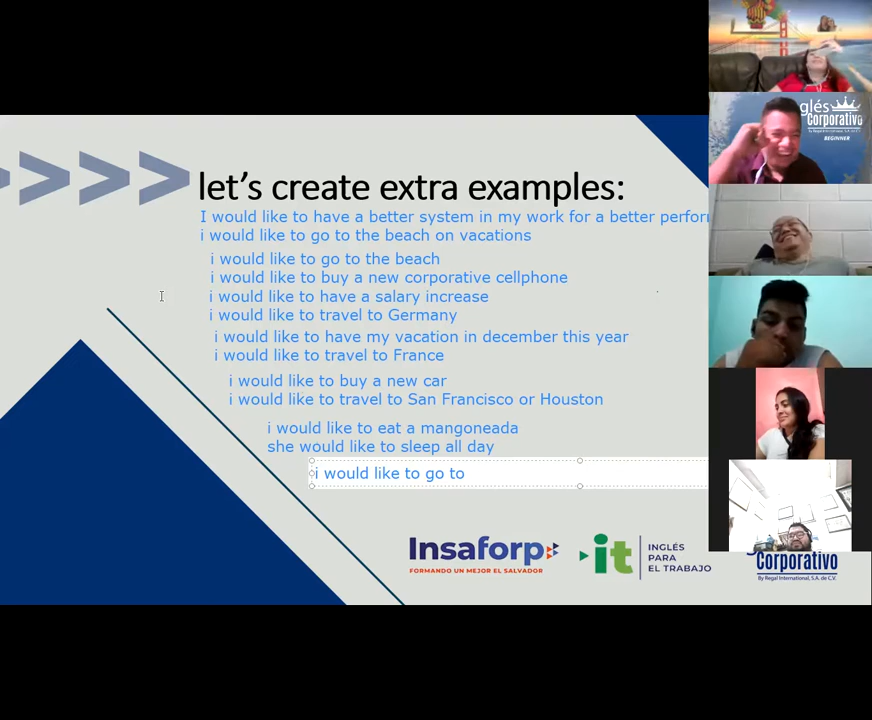 let's create extra examples:
I would like to have a better system in my work for a better perfor
i would like to go to the beach on vacations
i would like to go to the beach
i would like to buy a new corporative cellphone
i would like to have a salary increase
i would like to travel to Germany
i would like to have my vacation in december this year
i would like to travel to France
i would like to buy a new car
i would like to travel to San Francisco or Houston
i would like to eat a mangoneada
she would like to sleep all day
i would like to go to
Insaforp
FORMANDO UN MEJOR EL SALVADOR
it
INGLÉS
PARA
EL TRABAJO
Corporativo
By Regal International, S.A. de C.V.
glés
Corporativo
By Regal International, S.A. de C.V.
BEGINNER